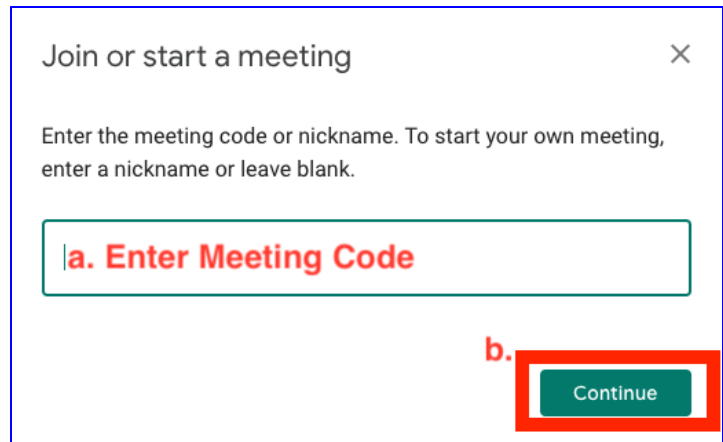 Join or start a meeting
Enter the meeting code or nickname. To start your own meeting,
enter a nickname or leave blank.
a. Enter Meeting Code
b.
Continue